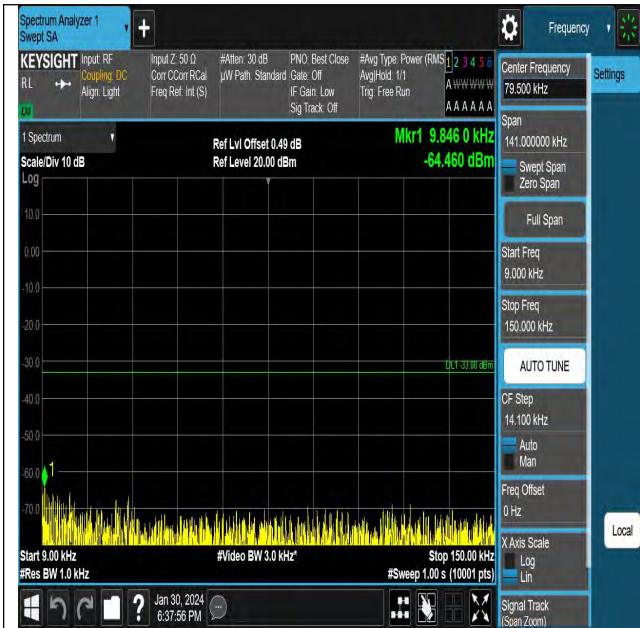 Spectrum Analyzer 1
Swept SA
+
Frequency
KEYSIGHT
RL
Input: RF
Coupling: DC
Align: Light
Input Z: 50 Ω
Corr CCorr RCal
Freq Ref: Int (S)
#Atten: 30 dB
µW Path: Standard
PNO: Best Close
Gate: Off
IF Gain: Low
Sig Track: Off
#Avg Type: Power (RMS
Avg|Hold: 1/1
Trig: Free Run
1 2 3 4 5 6
A W W W W W
A A A A A A
1 Spectrum
Scale/Div 10 dB
Ref Lvl Offset 0.49 dB
Ref Level 20.00 dBm
Mkr1 9.846 0 kHz
-64.460 dBm
Log
10.0
0.00
-10.0
-20.0
-30.0
DL1 -33.00 dBm
-40.0
-50.0
-60.0
1
-70.0
Start 9.00 kHz
#Video BW 3.0 kHz*
Stop 150.00 kHz
#Res BW 1.0 kHz
#Sweep 1.00 s (10001 pts)
Center Frequency
79.500 kHz
Settings
Span
141.000000 kHz
Swept Span
Zero Span
Full Span
Start Freq
9.000 kHz
Stop Freq
150.000 kHz
AUTO TUNE
CF Step
14.100 kHz
Auto
Man
Freq Offset
0 Hz
X Axis Scale
Log
Lin
Local
Signal Track
(Span Zoom)
?
Jan 30, 2024
6:37:56 PM